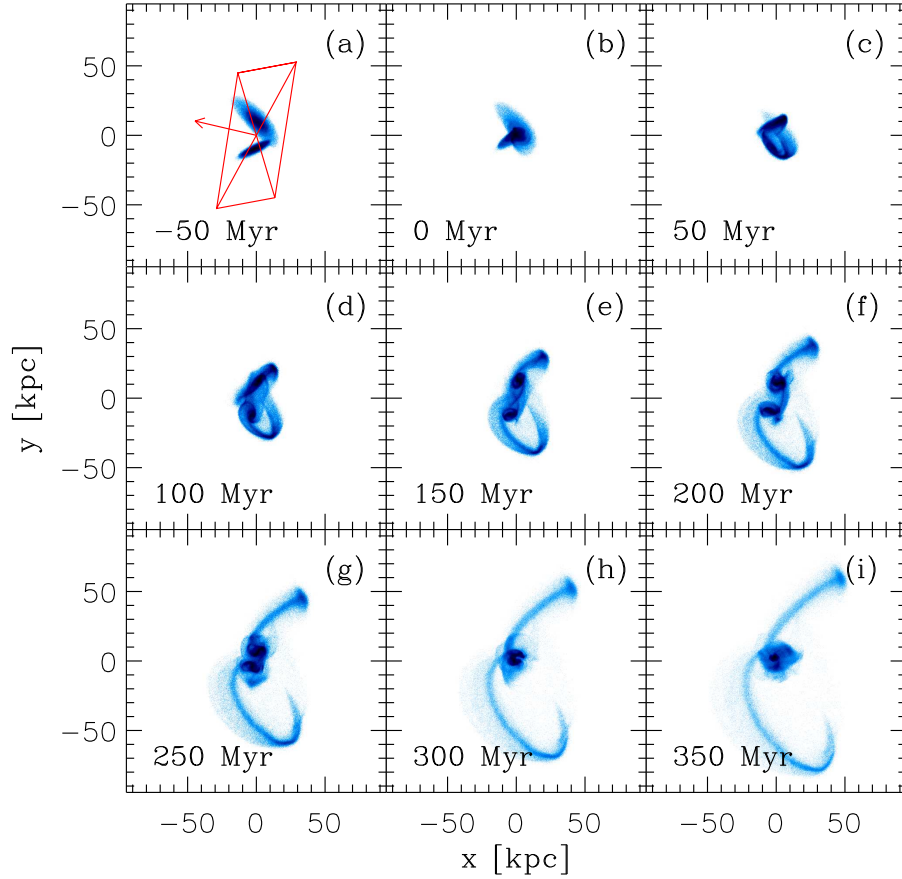 (a)
(b)
(c)
50
0
−50
−50 Myr
0 Myr
50 Myr
(d)
(e)
(f)
50
0
−50
100 Myr
150 Myr
200 Myr
(g)
(h)
(i)
50
0
−50
250 Myr
300 Myr
350 Myr
−50 0 50
−50 0 50
−50 0 50
x [kpc]
y [kpc]